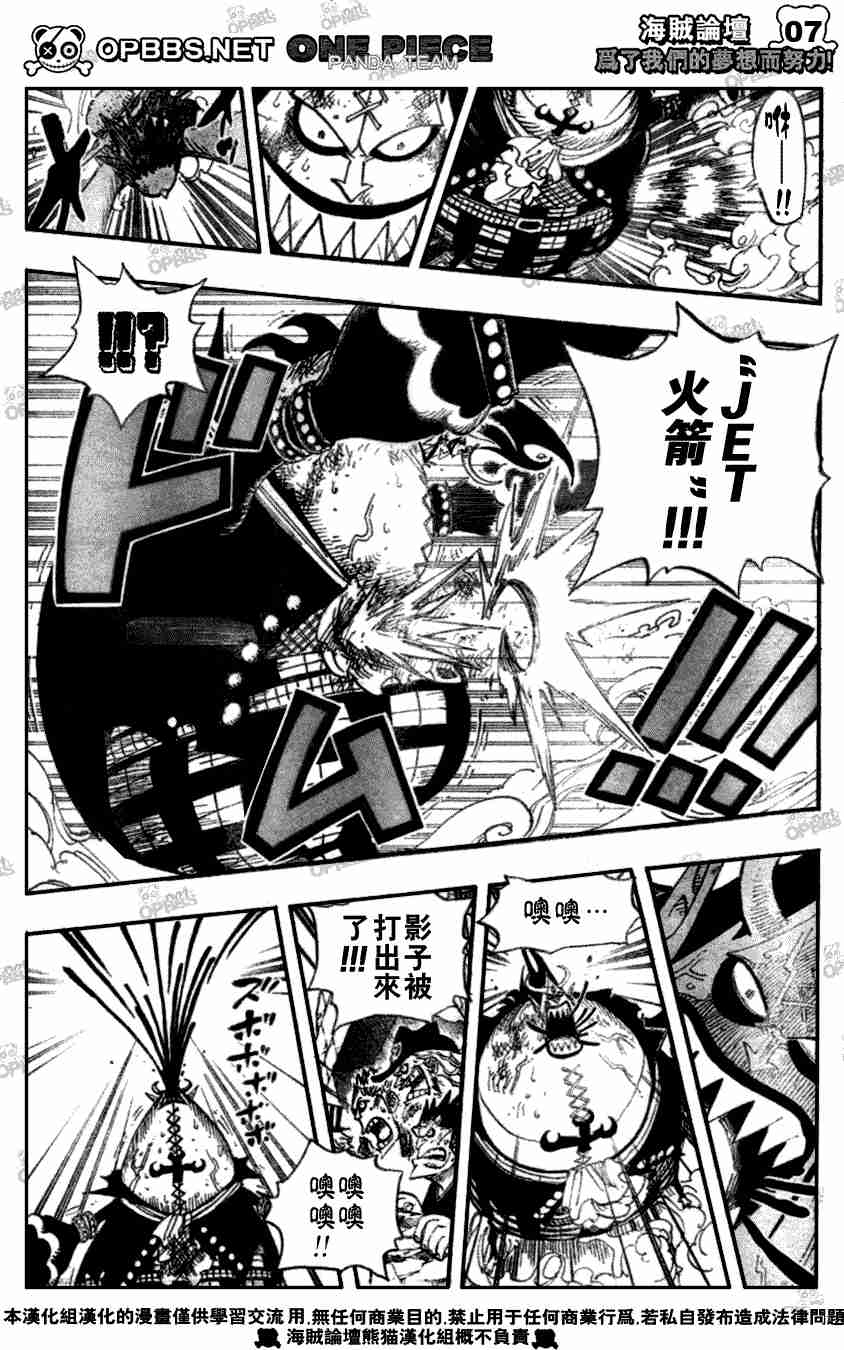 OPBBS.NET ONE PIECE
PANDA TEAM
海賊論壇
07
爲了我們的夢想而努力!
咻—!!
!!?
"JET
火箭"!!!
ドム!!!
噢噢…
影子被
打出來
了!!!
ズボボボボボ
噢噢
噢噢
!!
本漢化組漢化的漫畫僅供學習交流用,無任何商業目的.禁止用于任何商業行爲,若私自發布造成法律問題
海賊論壇熊猫漢化組概不負責